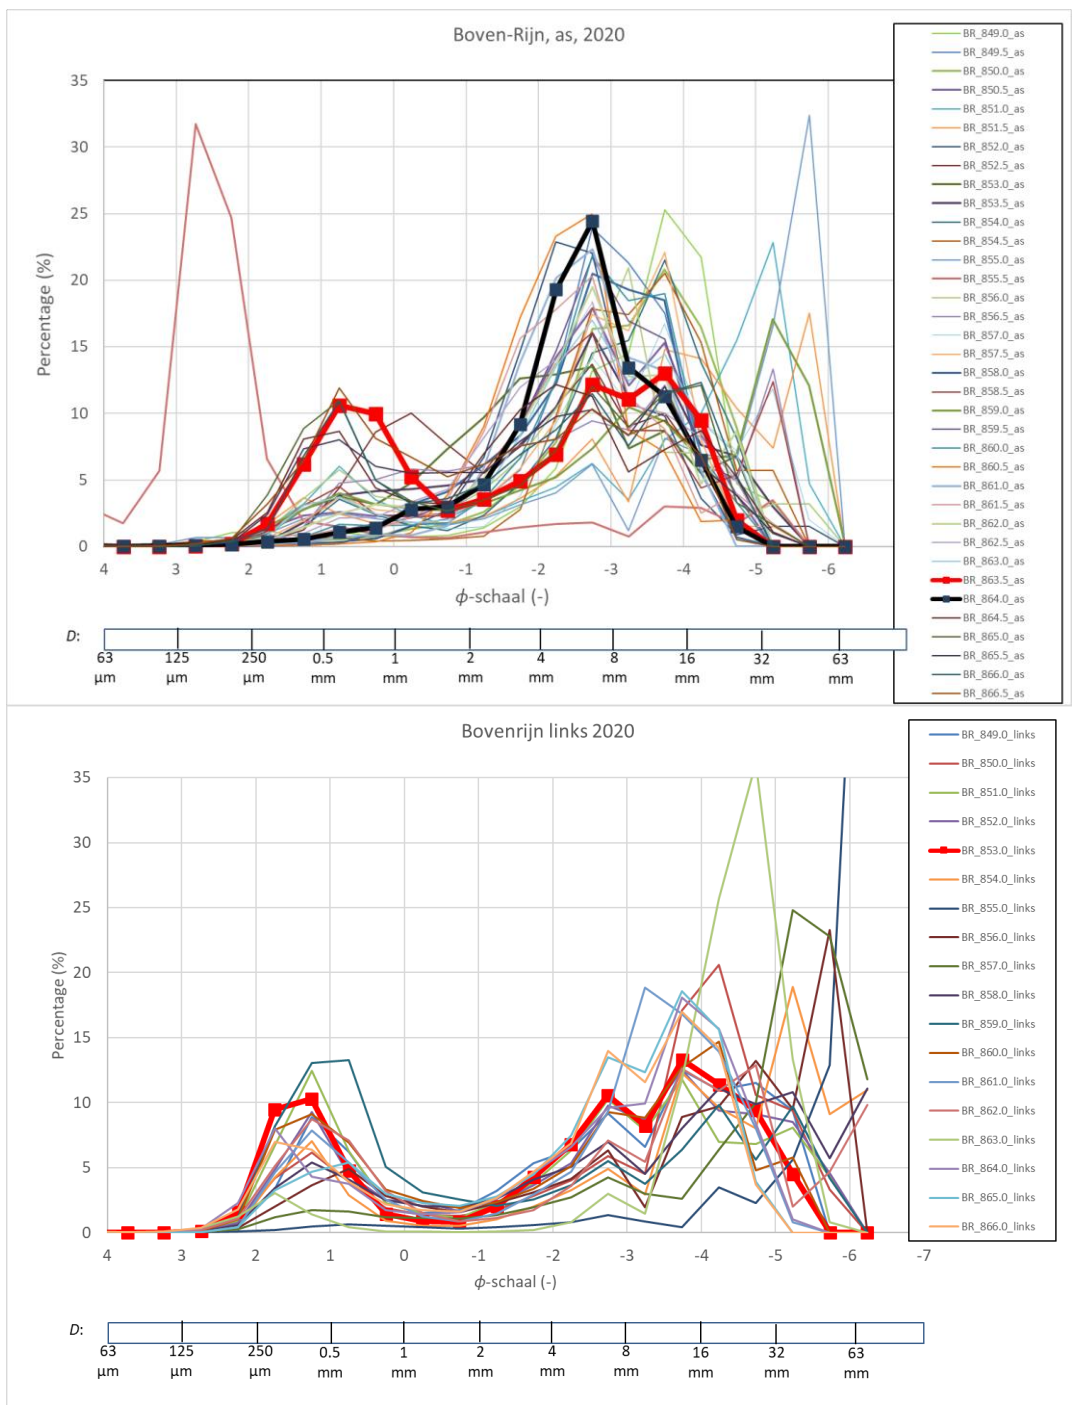 Boven-Rijn, as, 2020
35
30
25
20
15
10
5
0
Percentage (%)
4 3 2 1 0 -1 -2 -3 -4 -5 -6
ϕ-schaal (-)
D:
63 125 250 0.5 1 2 4 8 16 32 63
μm μm μm mm mm mm mm mm mm mm mm
BR_849.0_as
BR_849.5_as
BR_850.0_as
BR_850.5_as
BR_851.0_as
BR_851.5_as
BR_852.0_as
BR_852.5_as
BR_853.0_as
BR_853.5_as
BR_854.0_as
BR_854.5_as
BR_855.0_as
BR_855.5_as
BR_856.0_as
BR_856.5_as
BR_857.0_as
BR_857.5_as
BR_858.0_as
BR_858.5_as
BR_859.0_as
BR_859.5_as
BR_860.0_as
BR_860.5_as
BR_861.0_as
BR_861.5_as
BR_862.0_as
BR_862.5_as
BR_863.0_as
BR_863.5_as
BR_864.0_as
BR_864.5_as
BR_865.0_as
BR_865.5_as
BR_866.0_as
BR_866.5_as
Bovenrijn links 2020
35
30
25
20
15
10
5
0
Percentage (%)
4 3 2 1 0 -1 -2 -3 -4 -5 -6 -7
ϕ-schaal (-)
D:
63 125 250 0.5 1 2 4 8 16 32 63
μm μm μm mm mm mm mm mm mm mm mm
BR_849.0_links
BR_850.0_links
BR_851.0_links
BR_852.0_links
BR_853.0_links
BR_854.0_links
BR_855.0_links
BR_856.0_links
BR_857.0_links
BR_858.0_links
BR_859.0_links
BR_860.0_links
BR_861.0_links
BR_862.0_links
BR_863.0_links
BR_864.0_links
BR_865.0_links
BR_866.0_links